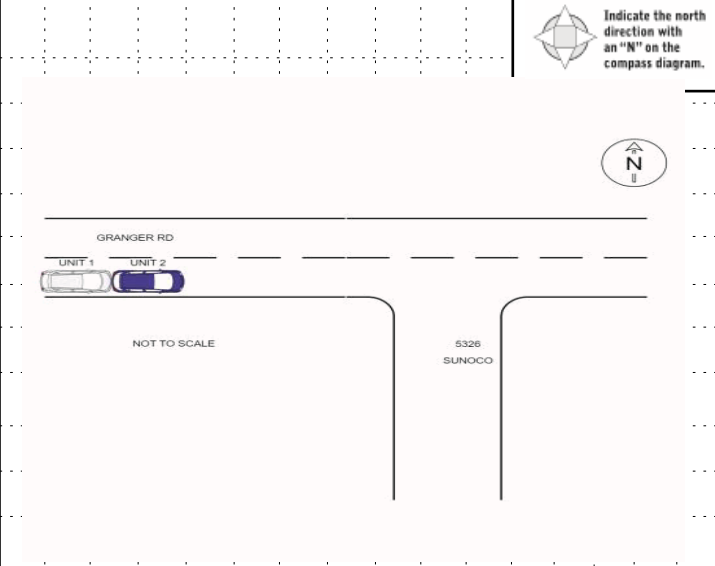 Indicate the north
direction with
an "N" on the
compass diagram.
N
GRANGER RD
UNIT 1 UNIT 2
NOT TO SCALE
5326
SUNOCO